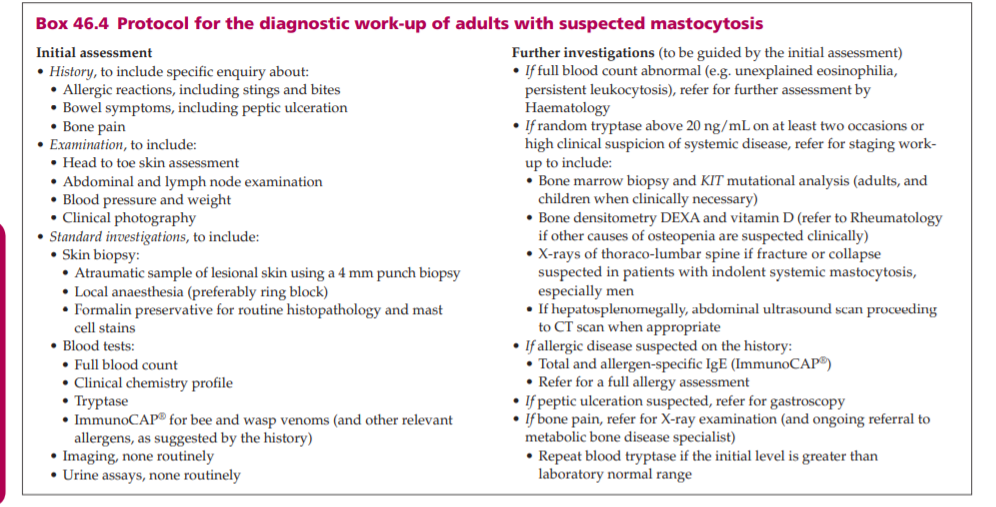 Box 46.4 Protocol for the diagnostic work-up of adults with suspected mastocytosis
Initial assessment
• History, to include specific enquiry about:
• Allergic reactions, including stings and bites
• Bowel symptoms, including peptic ulceration
• Bone pain
• Examination, to include:
• Head to toe skin assessment
• Abdominal and lymph node examination
• Blood pressure and weight
• Clinical photography
• Standard investigations, to include:
• Skin biopsy:
• Atraumatic sample of lesional skin using a 4 mm punch biopsy
• Local anaesthesia (preferably ring block)
• Formalin preservative for routine histopathology and mast
cell stains
• Blood tests:
• Full blood count
• Clinical chemistry profile
• Tryptase
• ImmunoCAP® for bee and wasp venoms (and other relevant
allergens, as suggested by the history)
• Imaging, none routinely
• Urine assays, none routinely
Further investigations (to be guided by the initial assessment)
• If full blood count abnormal (e.g. unexplained eosinophilia,
persistent leukocytosis), refer for further assessment by
Haematology
• If random tryptase above 20 ng/mL on at least two occasions or
high clinical suspicion of systemic disease, refer for staging work-
up to include:
• Bone marrow biopsy and KIT mutational analysis (adults, and
children when clinically necessary)
• Bone densitometry DEXA and vitamin D (refer to Rheumatology
if other causes of osteopenia are suspected clinically)
• X-rays of thoraco-lumbar spine if fracture or collapse
suspected in patients with indolent systemic mastocytosis,
especially men
• If hepatosplenomegally, abdominal ultrasound scan proceeding
to CT scan when appropriate
• If allergic disease suspected on the history:
• Total and allergen-specific IgE (ImmunoCAP®)
• Refer for a full allergy assessment
• If peptic ulceration suspected, refer for gastroscopy
• If bone pain, refer for X-ray examination (and ongoing referral to
metabolic bone disease specialist)
• Repeat blood tryptase if the initial level is greater than
laboratory normal range